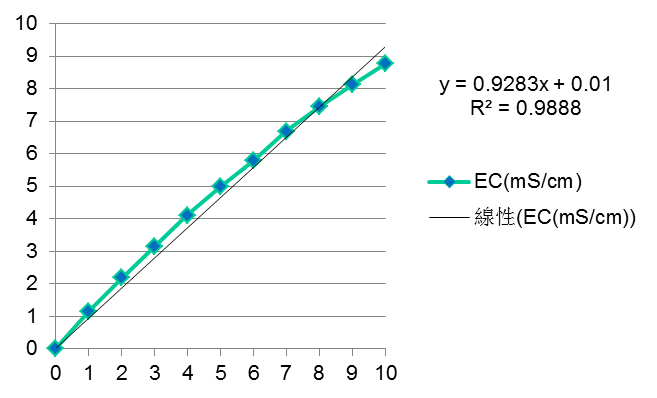 10
9
8
7
6
5
4
3
2
1
0
0 1 2 3 4 5 6 7 8 9 10
y = 0.9283x + 0.01
R² = 0.9888
EC(mS/cm)
線性(EC(mS/cm))